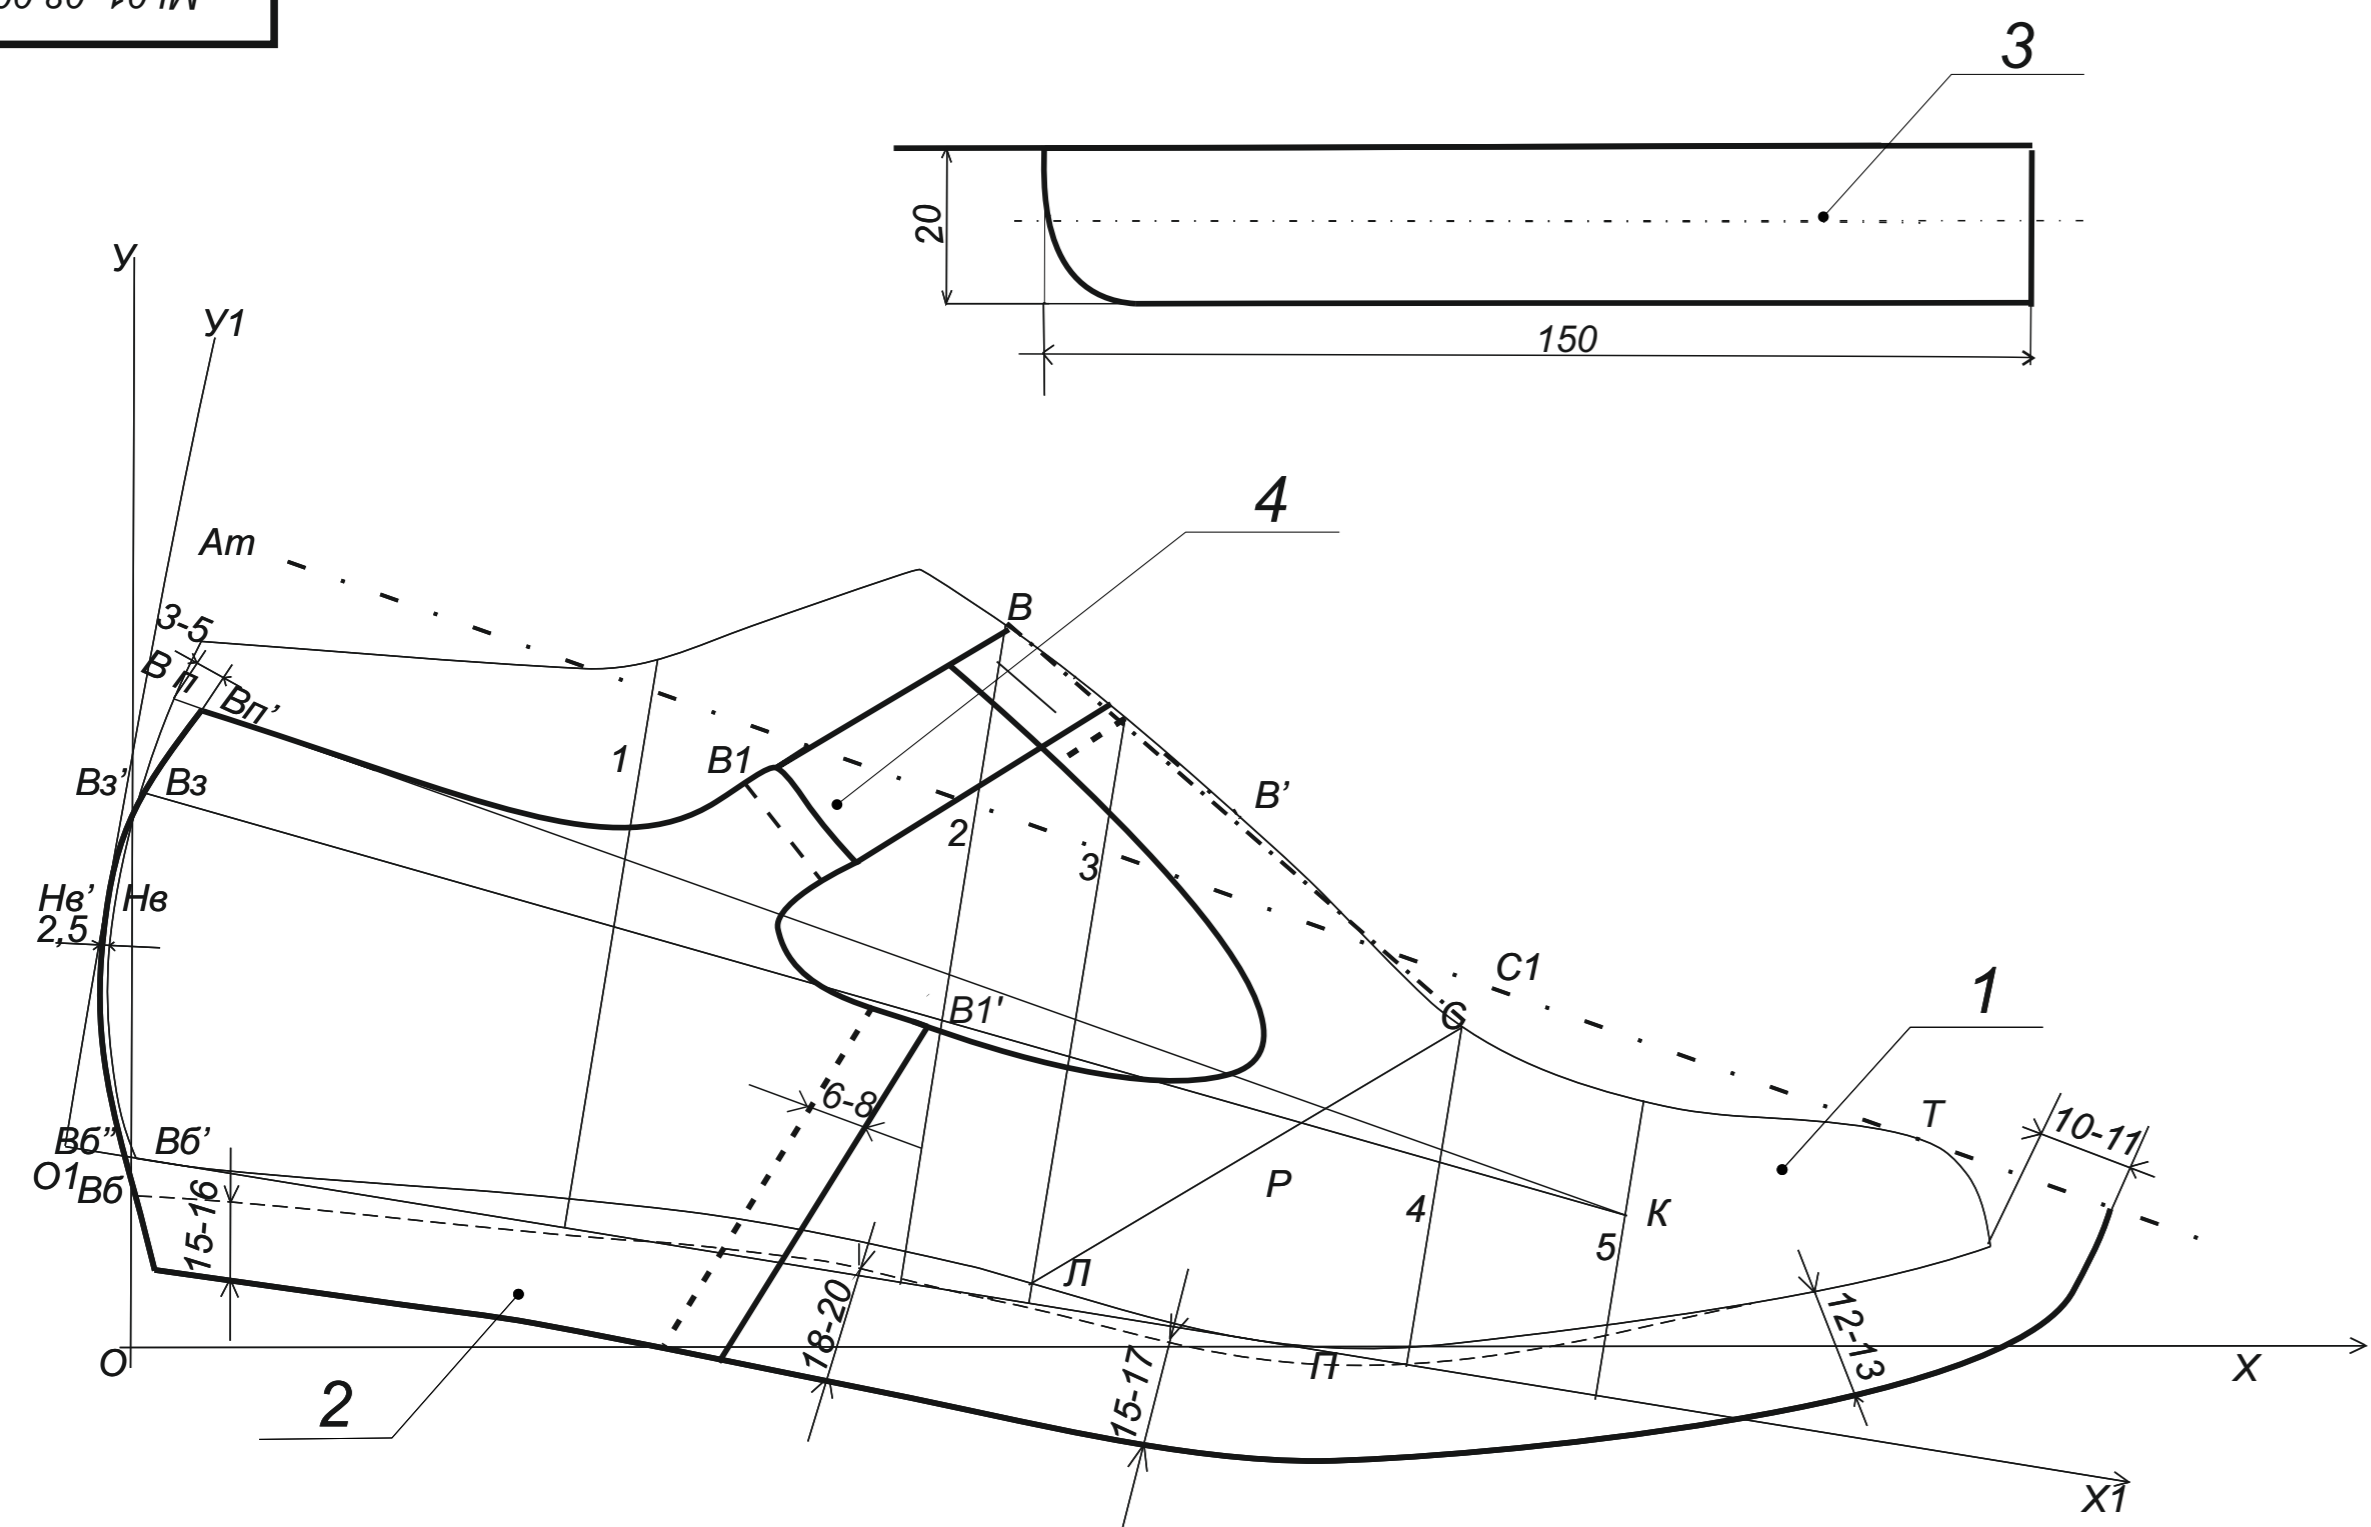 3
20
150
У
У1
Ат
4
3-5
В п
Вп’
В
1
В1
Вз’ Вз
В’
2
3
Нв’ Нв
2,5
С1
С
В1'
1
6-8
Вб’’ Вб’
О1
Вб
Т
10-11
15-16
Р
4
К
5
Л
18-20
12-13
15-17
О
П
Х
2
Х1